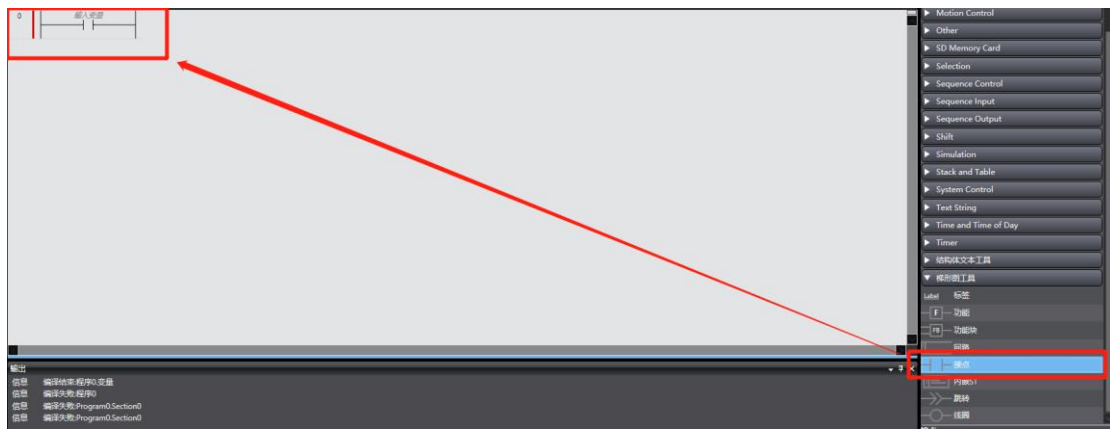 0
输入变量
Motion Control
Other
SD Memory Card
Selection
Sequence Control
Sequence Input
Sequence Output
Shift
Simulation
Stack and Table
System Control
Text String
Time and Time of Day
Timer
结构体文本工具
梯形图工具
Label 标签
F 功能
FB 功能块
回路
接点
内嵌ST
跳转
线圈
输出
信息 编译结束:程序0.变量
信息 编译失败:程序0
信息 编译失败:Program0.Section0
信息 编译失败:Program0.Section0